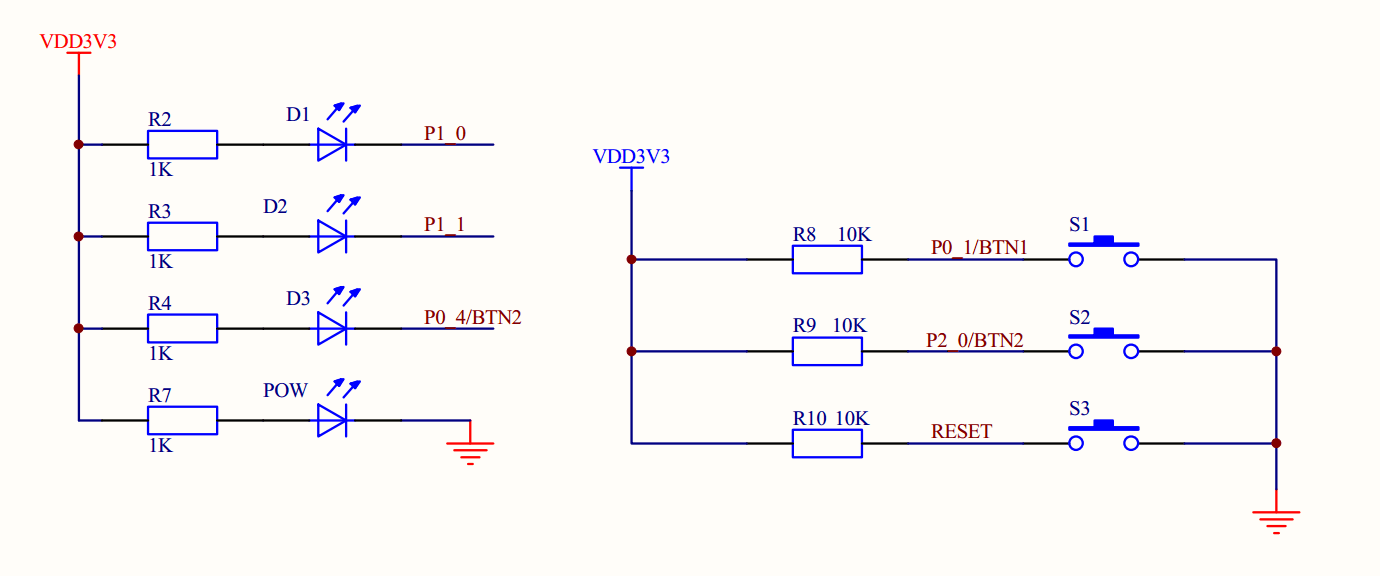 VDD3V3
R2
1K
D1
P1_0
R3
1K
D2
P1_1
R4
1K
D3
P0_4/BTN2
R7
1K
POW
VDD3V3
R8 10K
P0_1/BTN1
S1
R9 10K
P2_0/BTN2
S2
R10 10K
RESET
S3